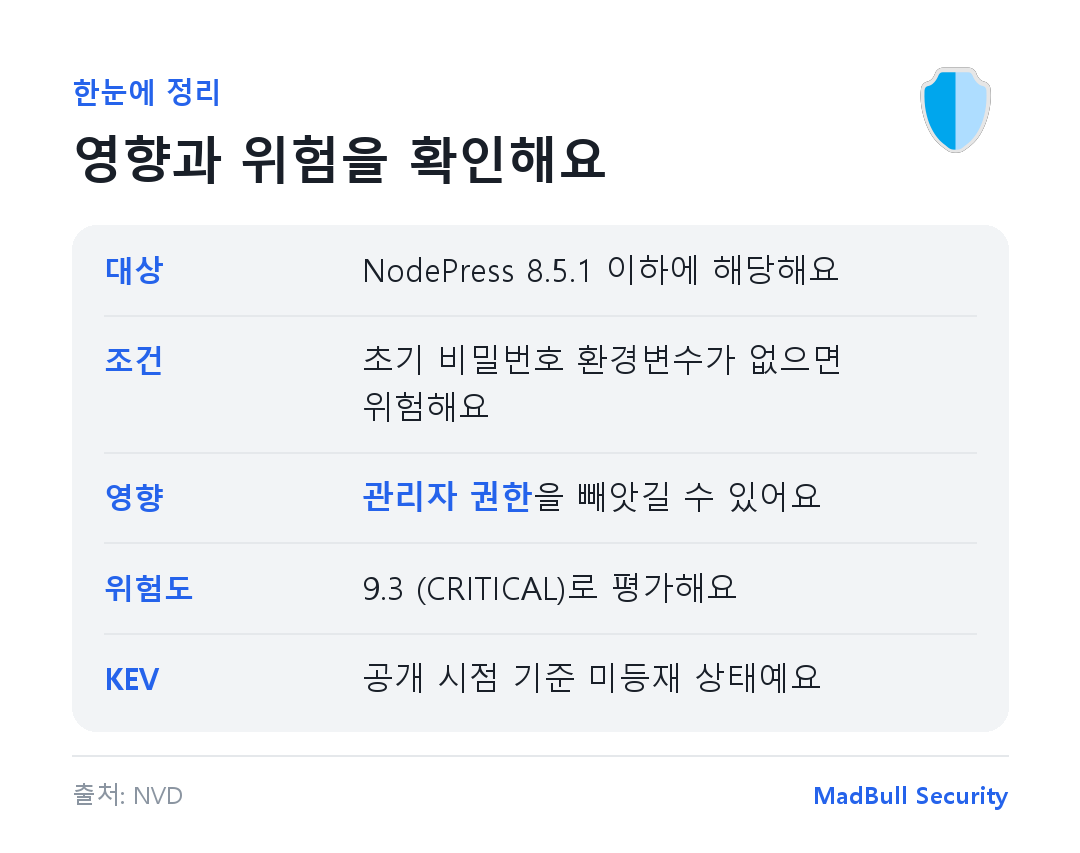 한눈에 정리
영향과 위험을 확인해요
대상
NodePress 8.5.1 이하에 해당해요
조건
초기 비밀번호 환경변수가 없으면
위험해요
영향
관리자 권한을 빼앗길 수 있어요
위험도
9.3 (CRITICAL)로 평가해요
KEV
공개 시점 기준 미등재 상태예요
출처: NVD
MadBull Security